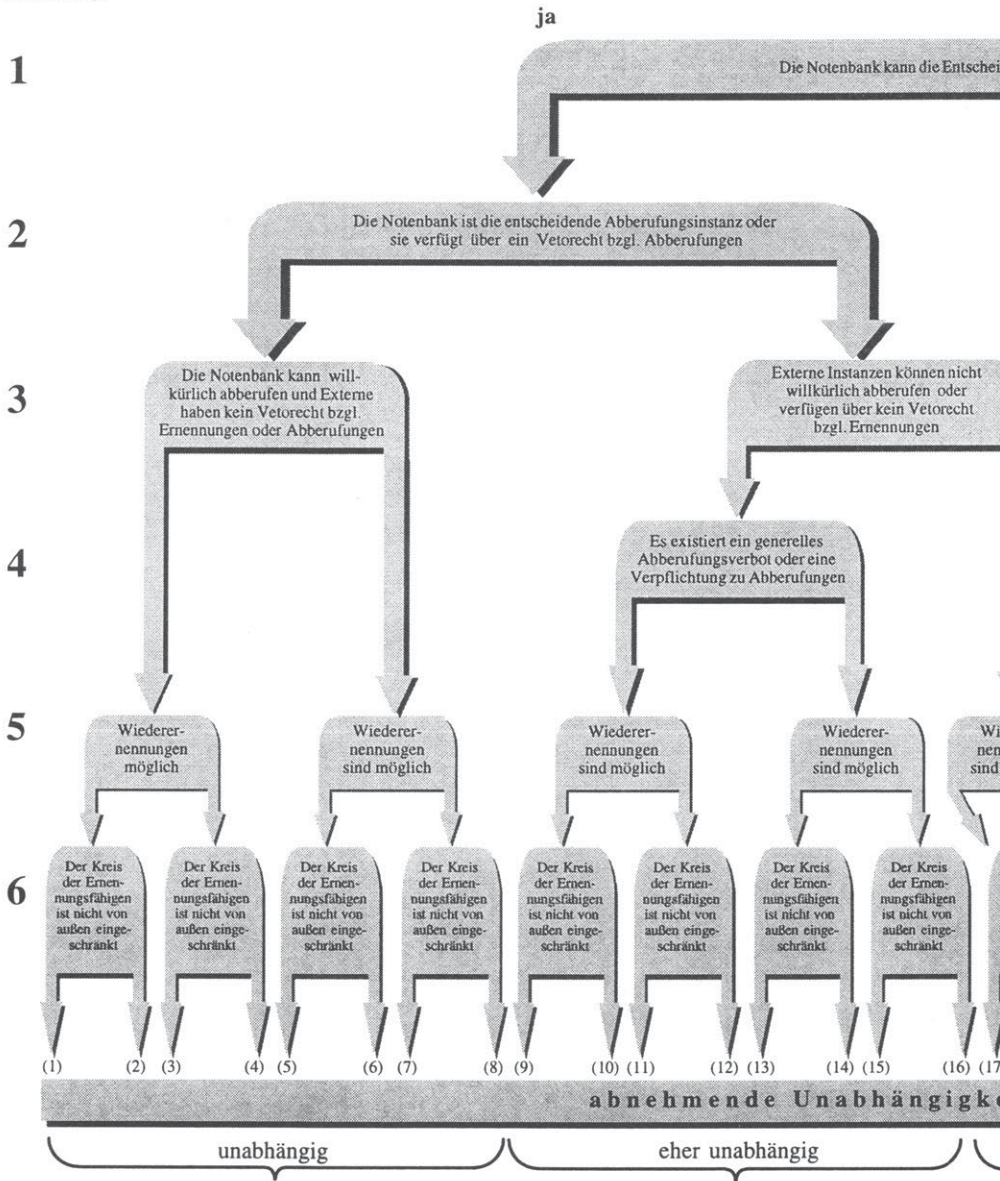 ja
1
Die Notenbank kann die Entschei
2
Die Notenbank ist die entscheidende Abberufungsinstanz oder
sie verfügt über ein Vetorecht bzgl. Abberufungen
3
Die Notenbank kann will-
kürlich abberufen und Externe
haben kein Vetorecht bzgl.
Ernennungen oder Abberufungen
Externe Instanzen können nicht
willkürlich abberufen oder
verfügen über kein Vetorecht
bzgl. Ernennungen
4
Es existiert ein generelles
Abberufungsverbot oder eine
Verpflichtung zu Abberufungen
5
Wiederer-
nennungen
möglich
Wiederer-
nennungen
sind möglich
Wiederer-
nennungen
sind möglich
Wiederer-
nennungen
sind möglich
Wi
nen
sind
6
Der Kreis
der Ernen-
nungsfähigen
ist nicht von
außen einge-
schränkt
Der Kreis
der Ernen-
nungsfähigen
ist nicht von
außen einge-
schränkt
Der Kreis
der Ernen-
nungsfähigen
ist nicht von
außen einge-
schränkt
Der Kreis
der Ernen-
nungsfähigen
ist nicht von
außen einge-
schränkt
Der Kreis
der Ernen-
nungsfähigen
ist nicht von
außen einge-
schränkt
Der Kreis
der Ernen-
nungsfähigen
ist nicht von
außen einge-
schränkt
Der Kreis
der Ernen-
nungsfähigen
ist nicht von
außen einge-
schränkt
Der Kreis
der Ernen-
nungsfähigen
ist nicht von
außen einge-
schränkt
(1) (2) (3) (4) (5) (6) (7) (8) (9) (10) (11) (12) (13) (14) (15) (16) (17
abnehmende Unabhängigke
unabhängig
eher unabhängig